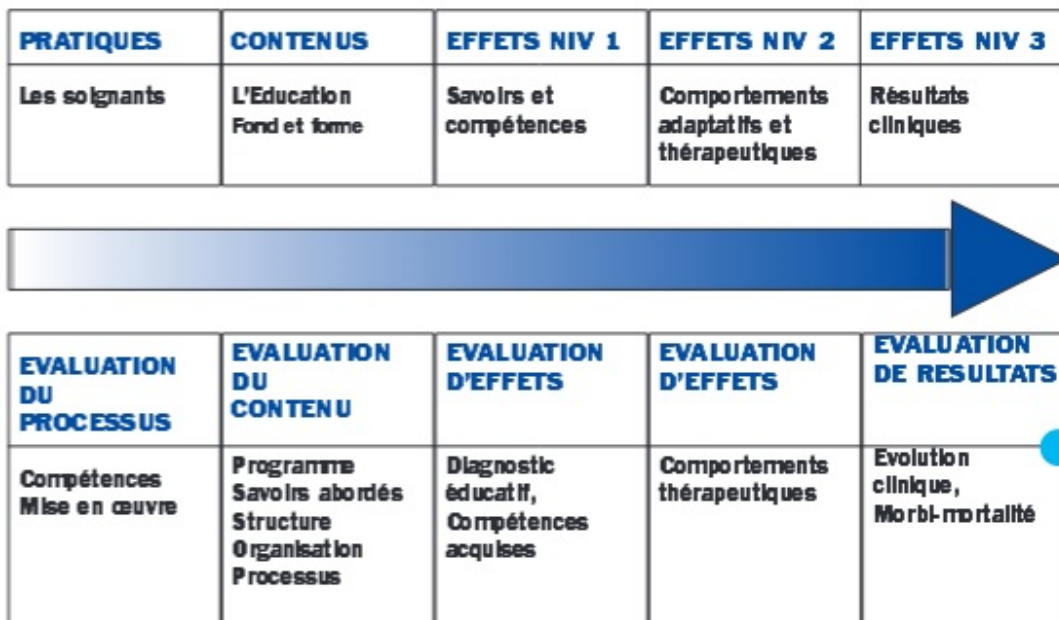 PRATIQUES
CONTENUS
EFFETS NIV 1
EFFETS NIV 2
EFFETS NIV 3
Les soignants
L'Education
Fond et forme
Savoirs et
compétences
Comportements
adaptatifs et
thérapeutiques
Résultats
cliniques
EVALUATION
DU
PROCESSUS
EVALUATION
DU
CONTENU
EVALUATION
D'EFFETS
EVALUATION
D'EFFETS
EVALUATION
DE RESULTATS
Compétences
Mise en œuvre
Programme
Savoirs abordés
Structure
Organisation
Processus
Diagnostic
éducatif,
Compétences
acquises
Comportements
thérapeutiques
Evolution
clinique,
Morbi-mortalité